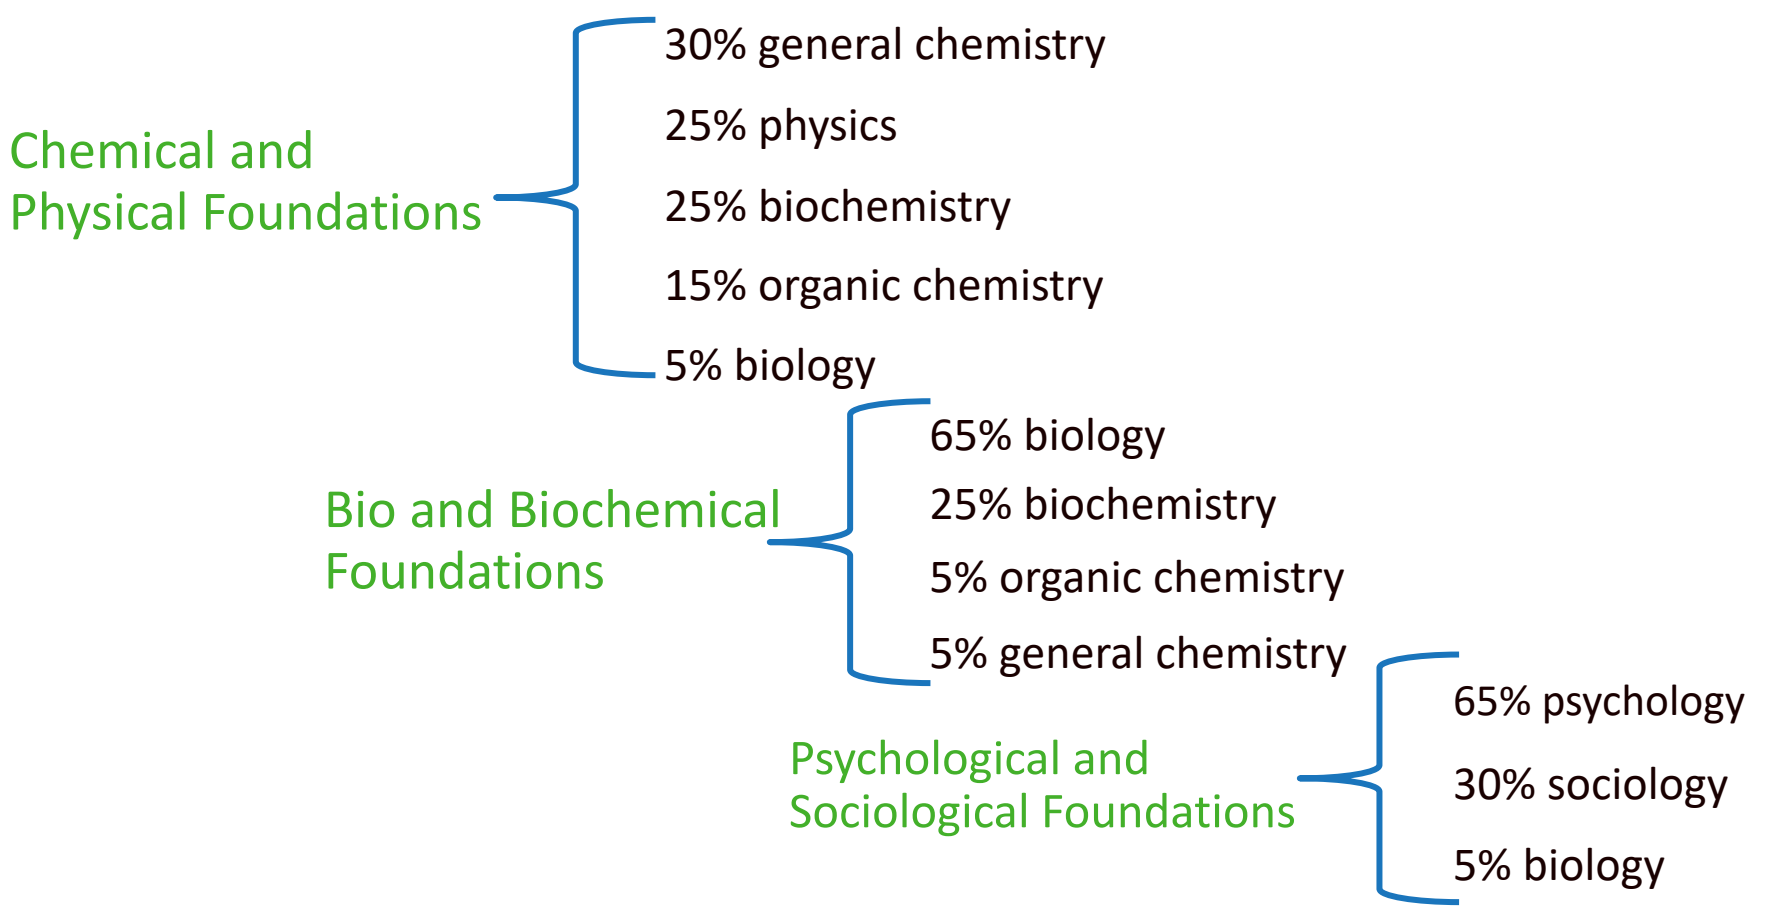 Chemical and
Physical Foundations
30% general chemistry
25% physics
25% biochemistry
15% organic chemistry
5% biology
Bio and Biochemical
Foundations
65% biology
25% biochemistry
5% organic chemistry
5% general chemistry
Psychological and
Sociological Foundations
65% psychology
30% sociology
5% biology